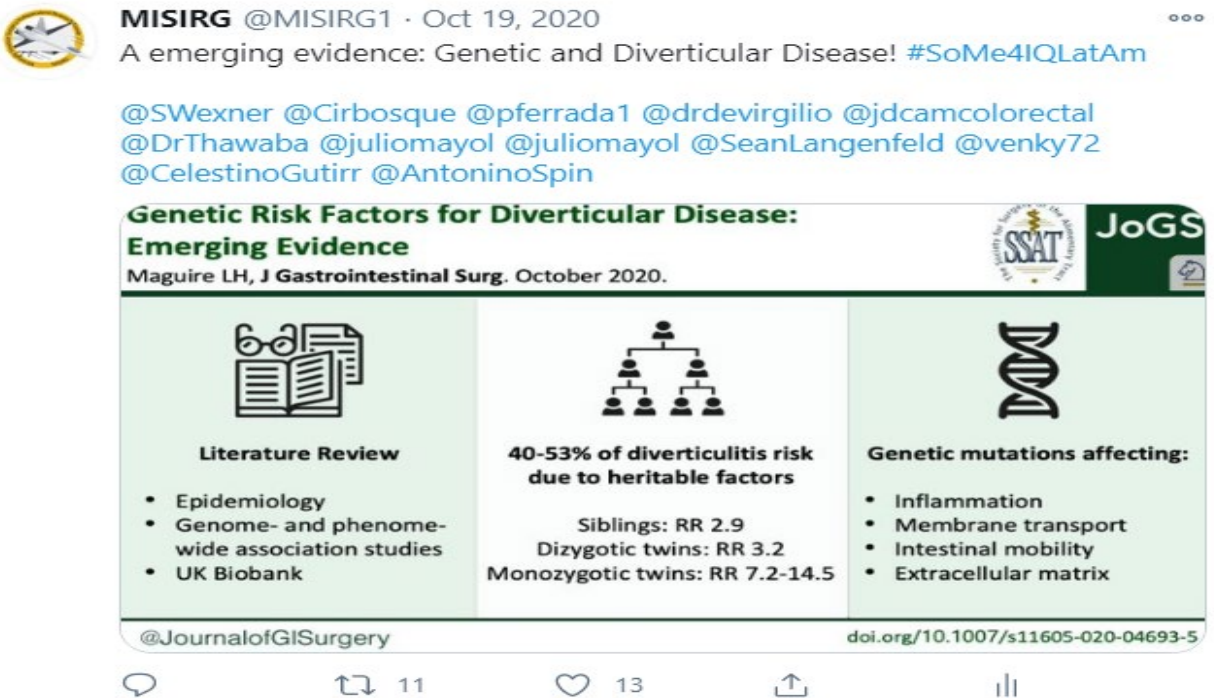 MISIRG @MISIRG1 · Oct 19, 2020
A emerging evidence: Genetic and Diverticular Disease! #SoMe4IQLatAm
@SWexner @Cirbosque @pferrada1 @drdevirgilio @jdcamcolorectal
@DrThawaba @juliomayol @juliomayol @SeanLangenfeld @venky72
@CelestinoGutirr @AntoninoSpin
Genetic Risk Factors for Diverticular Disease:
Emerging Evidence
Maguire LH, J Gastrointestinal Surg. October 2020.
SSAT
JoGS
Literature Review
• Epidemiology
• Genome- and phenome-
wide association studies
• UK Biobank
40-53% of diverticulitis risk
due to heritable factors
Siblings: RR 2.9
Dizygotic twins: RR 3.2
Monozygotic twins: RR 7.2-14.5
Genetic mutations affecting:
• Inflammation
• Membrane transport
• Intestinal mobility
• Extracellular matrix
@JournalofGISurgery
doi.org/10.1007/s11605-020-04693-5
11
13